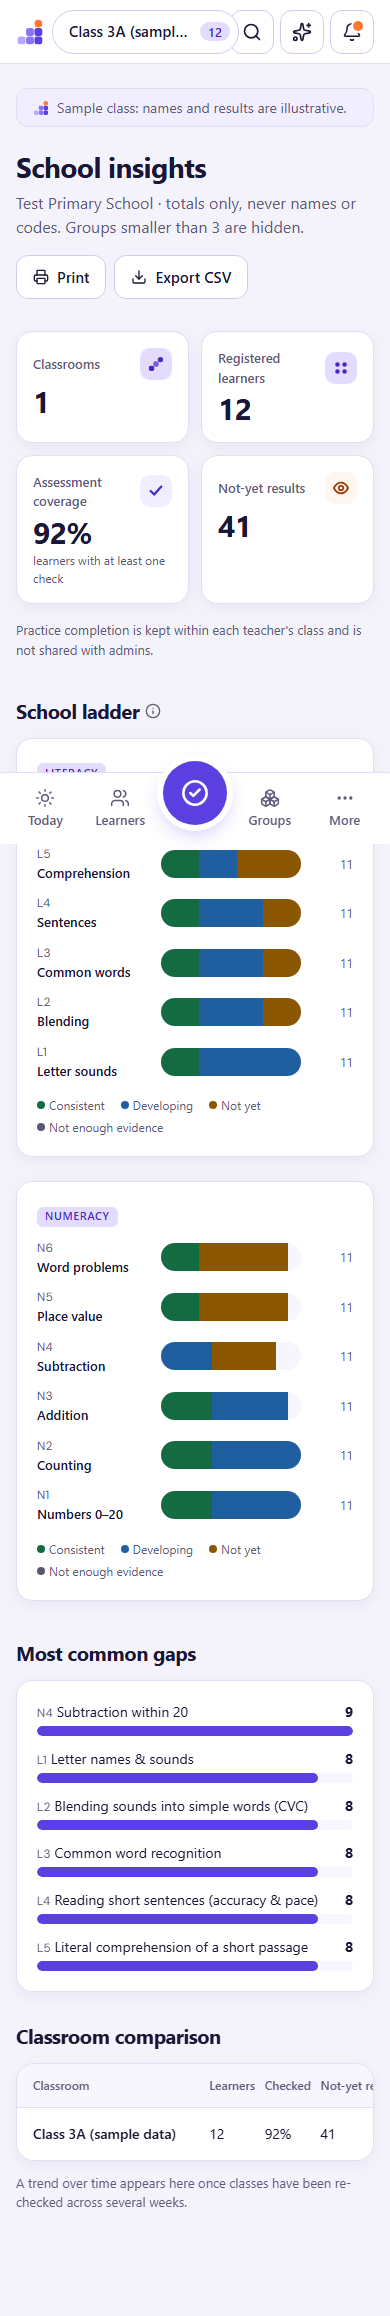 Class 3A (sampl... 12
Sample class: names and results are illustrative.
School insights
Test Primary School · totals only, never names or
codes. Groups smaller than 3 are hidden.
Print
Export CSV
Classrooms
1
Registered
learners
12
Assessment
coverage
92%
learners with at least one
check
Not-yet results
41
Practice completion is kept within each teacher's class and is
not shared with admins.
School ladder
Today
Learners
Groups
More
L5
Comprehension 11
L4
Sentences 11
L3
Common words 11
L2
Blending 11
L1
Letter sounds 11
Consistent Developing Not yet
Not enough evidence
NUMERACY
N6
Word problems 11
N5
Place value 11
N4
Subtraction 11
N3
Addition 11
N2
Counting 11
N1
Numbers 0–20 11
Consistent Developing Not yet
Not enough evidence
Most common gaps
N4 Subtraction within 20 9
L1 Letter names & sounds 8
L2 Blending sounds into simple words (CVC) 8
L3 Common word recognition 8
L4 Reading short sentences (accuracy & pace) 8
L5 Literal comprehension of a short passage 8
Classroom comparison
Classroom Learners Checked Not-yet re
Class 3A (sample data) 12 92% 41
A trend over time appears here once classes have been re-
checked across several weeks.